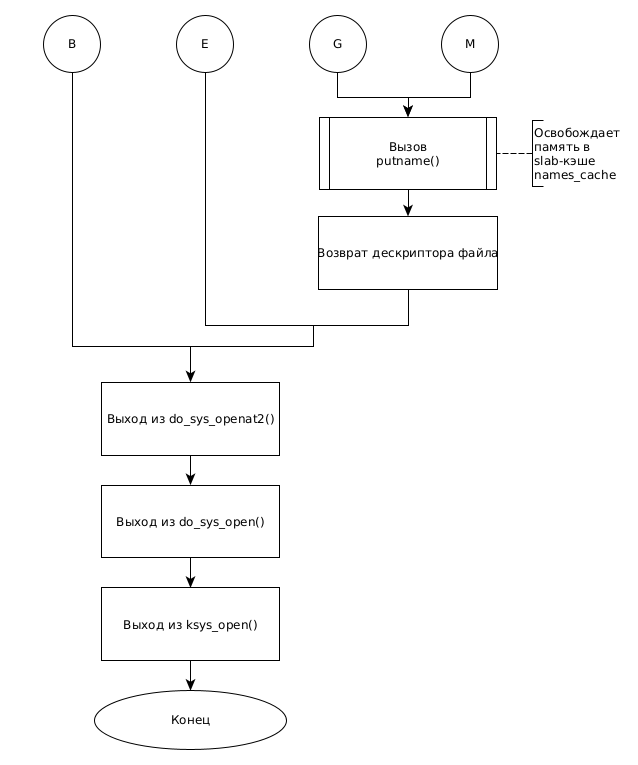 B
E
G
M
Вызов
putname()
Освобождает
память в
slab-кэше
names_cache
Возврат дескриптора файла
Выход из do_sys_openat2()
Выход из do_sys_open()
Выход из ksys_open()
Конец